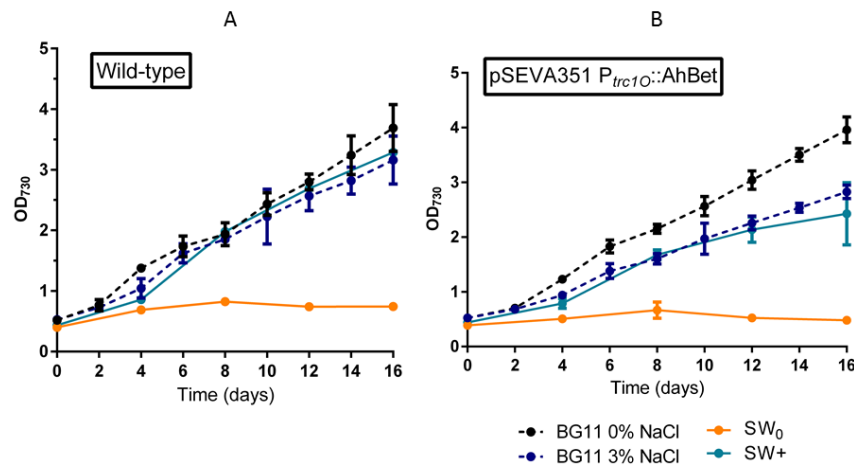 A
B
Wild-type
pSEVA351 Ptrc1O::AhBet
5
4
3
2
1
0
OD730
0 2 4 6 8 10 12 14 16
Time (days)
5
4
3
2
1
0
OD730
0 2 4 6 8 10 12 14 16
Time (days)
BG11 0% NaCl
SW0
BG11 3% NaCl
SW+